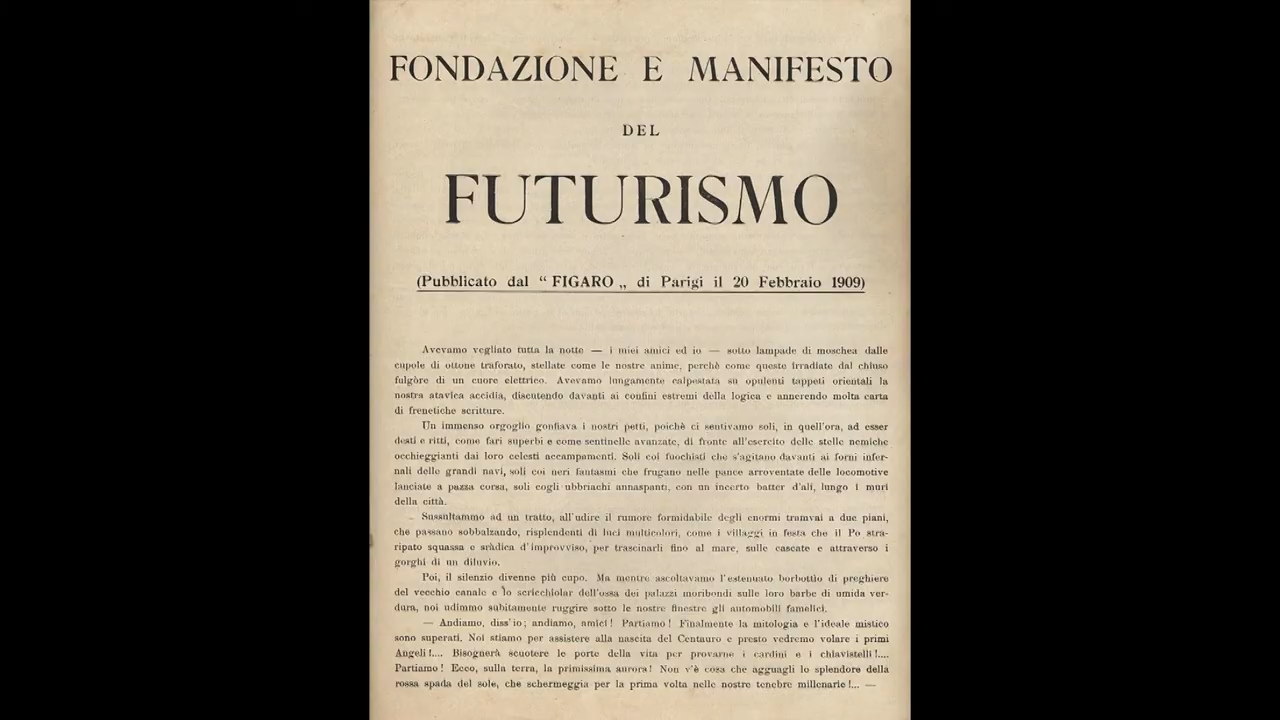 FONDAZIONE E MANIFESTO
DEL
FUTURISMO
(Pubblicato dal “ FIGARO „ di Parigi il 20 Febbraio 1909)
Avevamo vegliato tutta la notte — i miei amici ed io — sotto lampade di moschea dalle
cupole di ottone traforato, stellate come le nostre anime, perchè come queste irradiate dal chiuso
fulgòre di un cuore elettrico. Avevamo lungamente calpestata su opulenti tappeti orientali la
nostra atavica accidia, discutendo davanti ai confini estremi della logica e annerendo molta carta
di frenetiche scritture.
Un immenso orgoglio gonfiava i nostri petti, poichè ci sentivamo soli, in quell'ora, ad esser
desti e ritti, come fari superbi e come sentinelle avanzate, di fronte all'esercito delle stelle nemiche
occhieggianti dai loro celesti accampamenti. Soli coi fuochisti che s'agitano davanti ai forni infer-
nali delle grandi navi, soli coi neri fantasmi che frugano nelle pance arroventate delle locomotive
lanciate a pazza corsa, soli cogli ubbriachi annaspanti, con un incerto batter d'ali, lungo i muri
della città.
Sussultammo ad un tratto, all'udire il rumore formidabile degli enormi tramvai a due piani,
che passano sobbalzando, risplendenti di luci multicolori, come i villaggi in festa che il Po stra-
ripato squassa e sràdica d'improvviso, per trascinarli fino al mare, sulle cascate e attraverso i
gorghi di un diluvio.
Poi, il silenzio divenne più cupo. Ma mentre ascoltavamo l'estenuato borbottìo di preghiere
del vecchio canale e lo scricchiolar dell'ossa dei palazzi moribondi sulle loro barbe di umida ver-
dura, noi udimmo subitamente ruggire sotto le nostre finestre gli automobili famelici.
— Andiamo, diss'io; andiamo, amici! Partiamo! Finalmente la mitologia e l'ideale mistico
sono superati. Noi stiamo per assistere alla nascita del Centauro e presto vedremo volare i primi
Angeli!.... Bisognerà scuotere le porte della vita per provarne i cardini e i chiavistelli!....
Partiamo! Ecco, sulla terra, la primissima aurora! Non v'è cosa che agguagli lo splendore della
rossa spada del sole, che schermeggia per la prima volta nelle nostre tenebre millenarie!... —